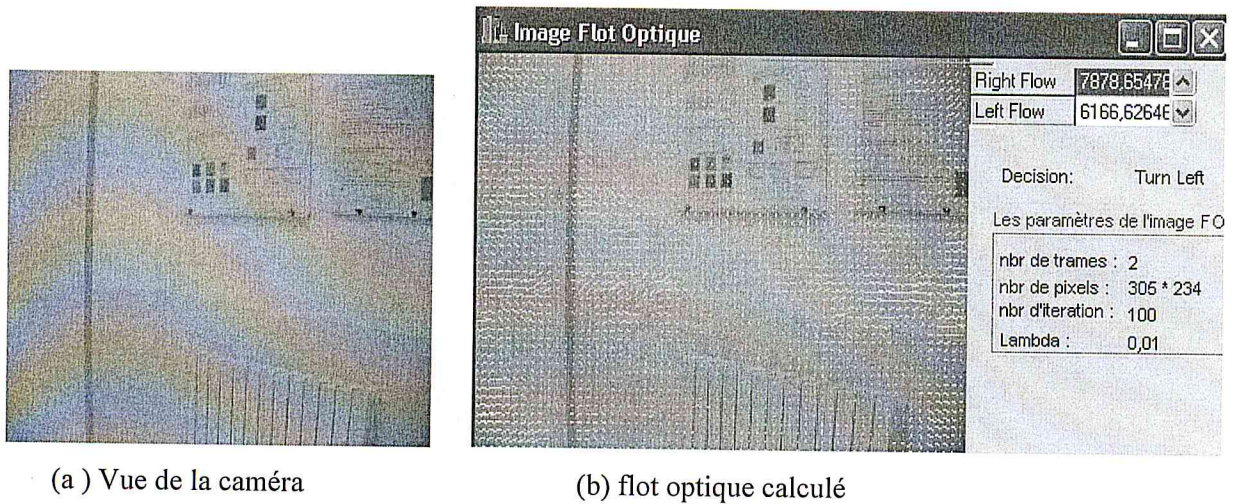 Image Flot Optique
Right Flow 7878,65478
Left Flow 6166,62648
Decision: Turn Left
Les paramètres de l'image FO
nbr de trames : 2
nbr de pixels : 305 * 234
nbr d'iteration : 100
Lambda : 0,01
(a ) Vue de la caméra
(b) flot optique calculé